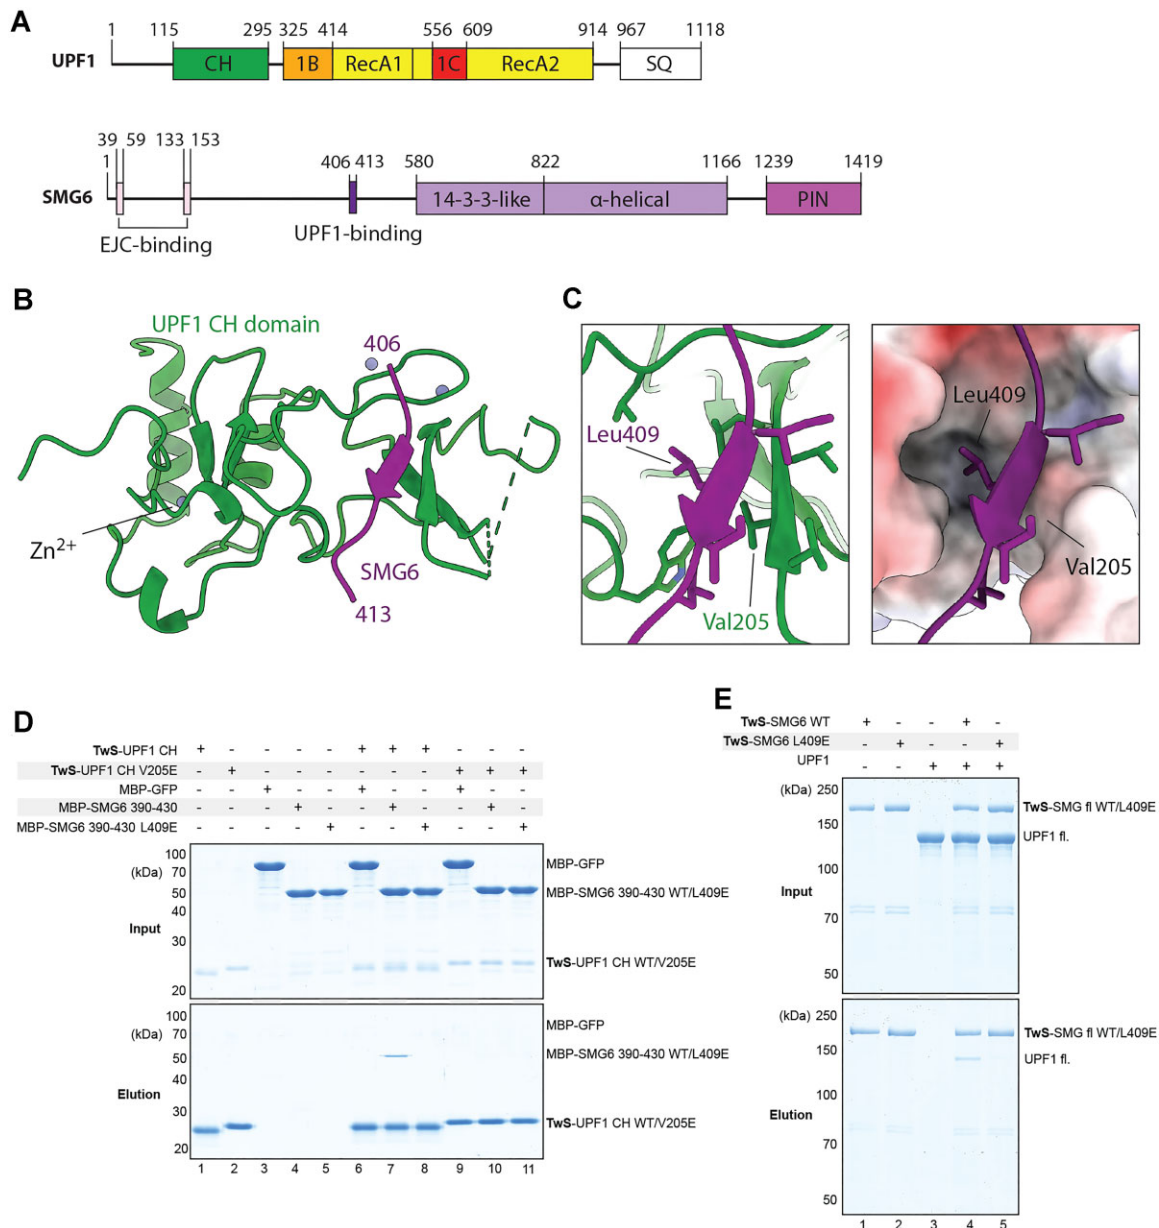 A
1 115 295 325 414 556 609 914 967 1118
UPF1 CH 1B RecA1 1C RecA2 SQ
39 59 133 153
1 406 413 580 822 1166 1239 1419
SMG6 14-3-3-like α-helical PIN
EJC-binding UPF1-binding
B
UPF1 CH domain
406
Zn2+
SMG6
413
C
Leu409
Val205
Leu409
Val205
D
TwS-UPF1 CH + - - - - + + + - - -
TwS-UPF1 CH V205E - + - - - - - - + + +
MBP-GFP - - + - - + - - + - -
MBP-SMG6 390-430 - - - + - - + - - + -
MBP-SMG6 390-430 L409E - - - - + - - + - - +
100
(kDa)
70
50
40
Input
30
20
MBP-GFP
MBP-SMG6 390-430 WT/L409E
TwS-UPF1 CH WT/V205E
100
(kDa)
70
50
40
Elution
30
20
MBP-GFP
MBP-SMG6 390-430 WT/L409E
TwS-UPF1 CH WT/V205E
1 2 3 4 5 6 7 8 9 10 11
E
TwS-SMG6 WT + - - + -
TwS-SMG6 L409E - + - - +
UPF1 - - + + +
(kDa) 250
150
100
Input
70
50
TwS-SMG fl WT/L409E
UPF1 fl.
(kDa) 250
150
100
Elution
70
50
TwS-SMG fl WT/L409E
UPF1 fl.
1 2 3 4 5